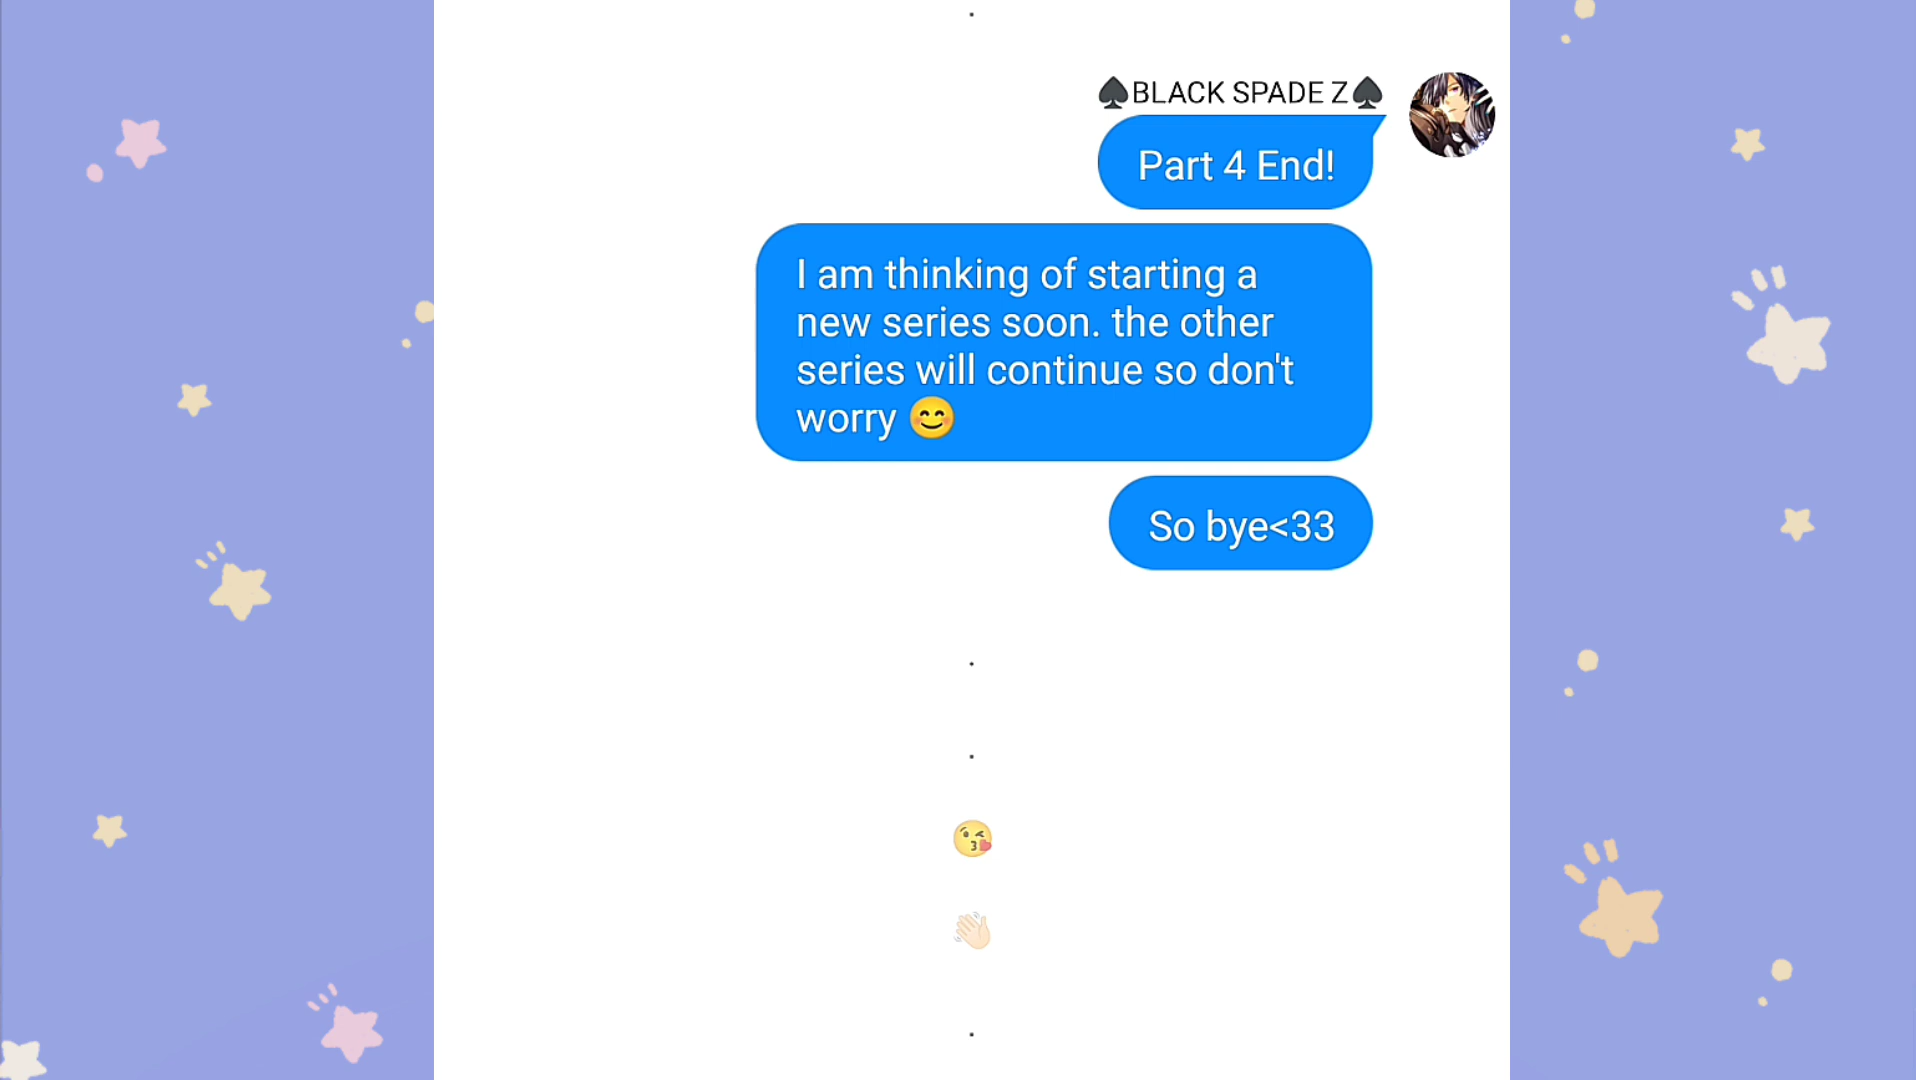 .
♠BLACK SPADE Z♠
Part 4 End!
I am thinking of starting a
new series soon. the other
series will continue so don't
worry 😊
So bye<33
.
.
😘
👋🏻
.